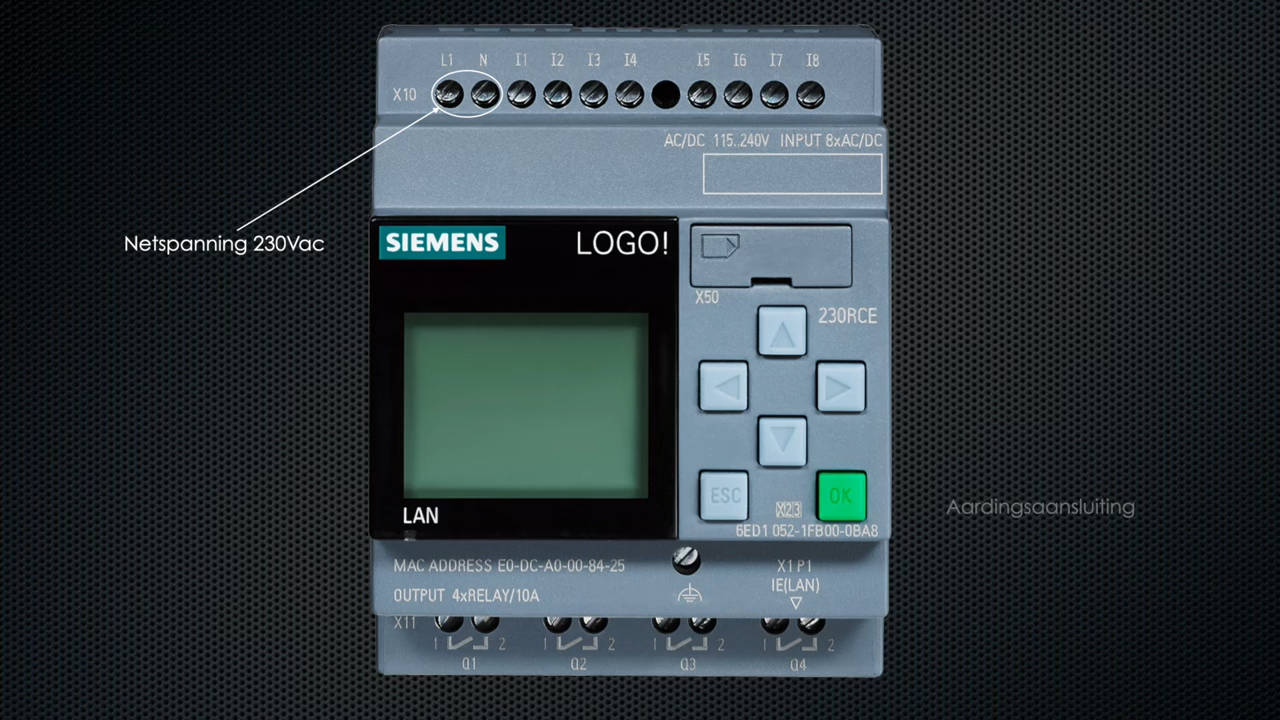 L1 N I1 I2 I3 I4 I5 I6 I7 I8
X10
AC/DC 115..240V INPUT 8xAC/DC
Netspanning 230Vac
SIEMENS LOGO!
X50
230RCE
ESC OK
X23
Aardingsaansluiting
LAN
6ED1 052-1FB00-0BA8
MAC ADDRESS E0-DC-A0-00-84-25
X1 P1
IE(LAN)
OUTPUT 4xRELAY/10A
X11
1 2 1 2 1 2 1 2
Q1 Q2 Q3 Q4